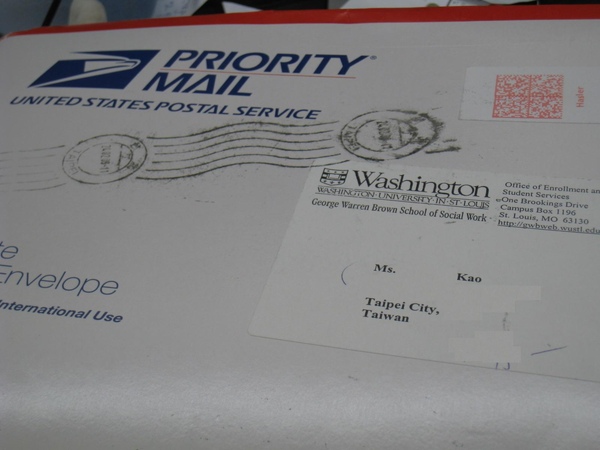 PRIORITY®
MAIL
UNITED STATES POSTAL SERVICE
Hasler
Washington
WASHINGTON·UNIVERSITY·IN·ST·LOUIS
George Warren Brown School of Social Work
Office of Enrollment an
Student Services
One Brookings Drive
Campus Box 1196
St. Louis, MO 63130
http://gwbweb.wustl.edu
te
Envelope
International Use
Ms. Kao
Taipei City,
Taiwan